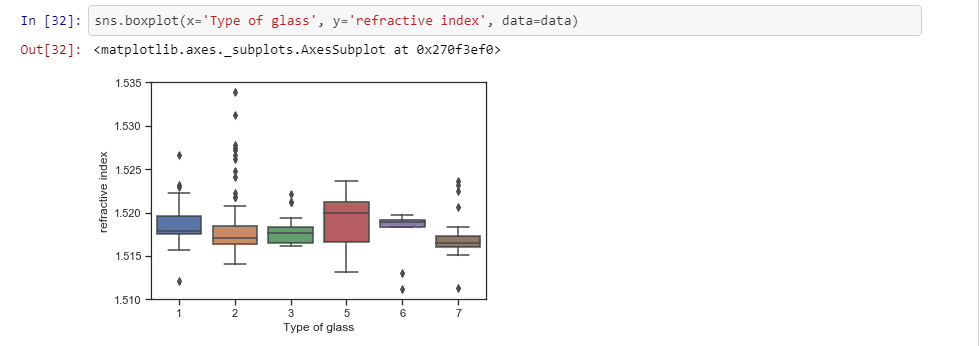 In [32]: sns.boxplot(x='Type of glass', y='refractive index', data=data)
Out[32]: <matplotlib.axes._subplots.AxesSubplot at 0x270f3ef0>
1.535
1.530
1.525
1.520
1.515
1.510
refractive index
1 2 3 5 6 7
Type of glass